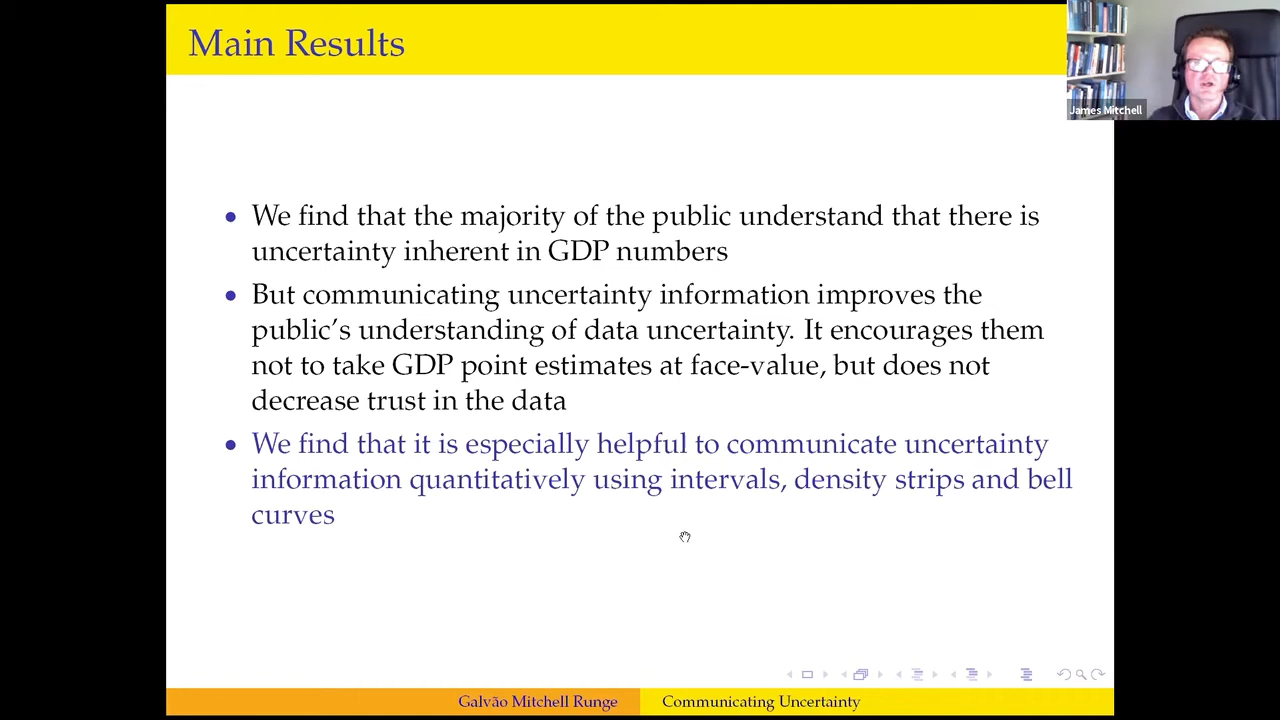 Main Results
James Mitchell
• We find that the majority of the public understand that there is
uncertainty inherent in GDP numbers
• But communicating uncertainty information improves the
public's understanding of data uncertainty. It encourages them
not to take GDP point estimates at face-value, but does not
decrease trust in the data
• We find that it is especially helpful to communicate uncertainty
information quantitatively using intervals, density strips and bell
curves
Galvão Mitchell Runge
Communicating Uncertainty